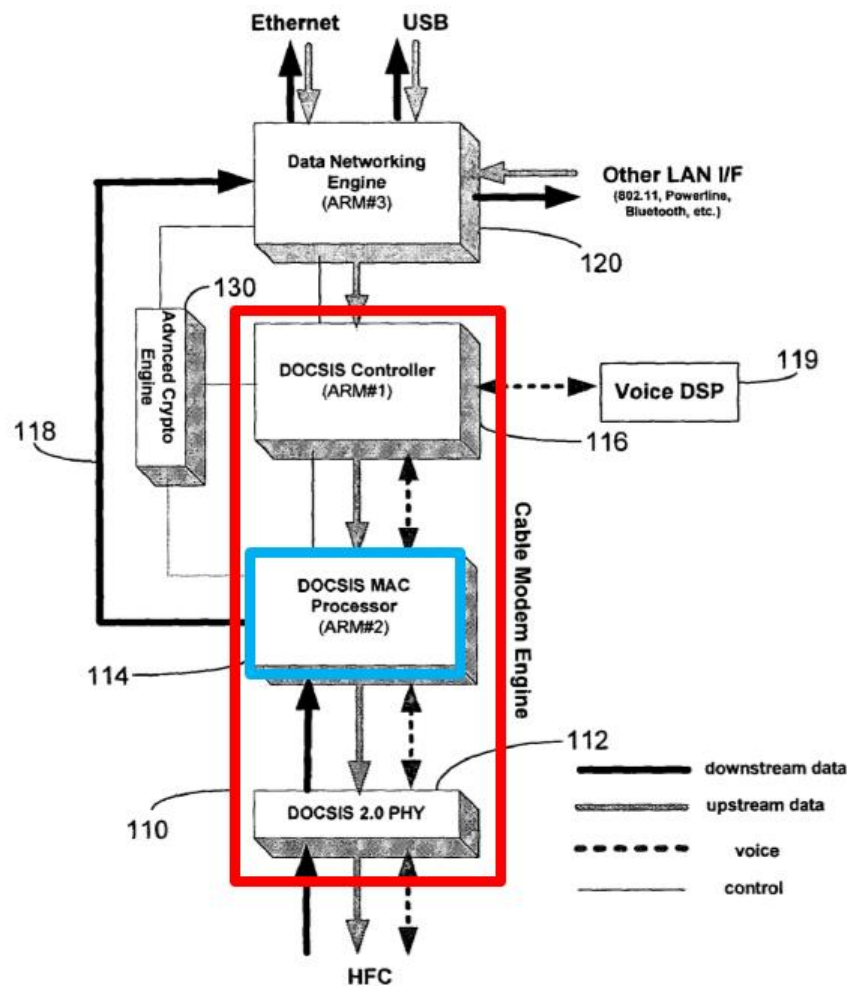 Ethernet
USB
Data Networking
Engine
(ARM#3)
Other LAN I/F
(802.11, Powerline,
Bluetooth, etc.)
120
130
Advnced Crypto
Engine
DOCSIS Controller
(ARM#1)
Voice DSP
119
116
118
Cable Modem Engine
DOCSIS MAC
Processor
(ARM#2)
114
112
110
DOCSIS 2.0 PHY
downstream data
upstream data
voice
control
HFC